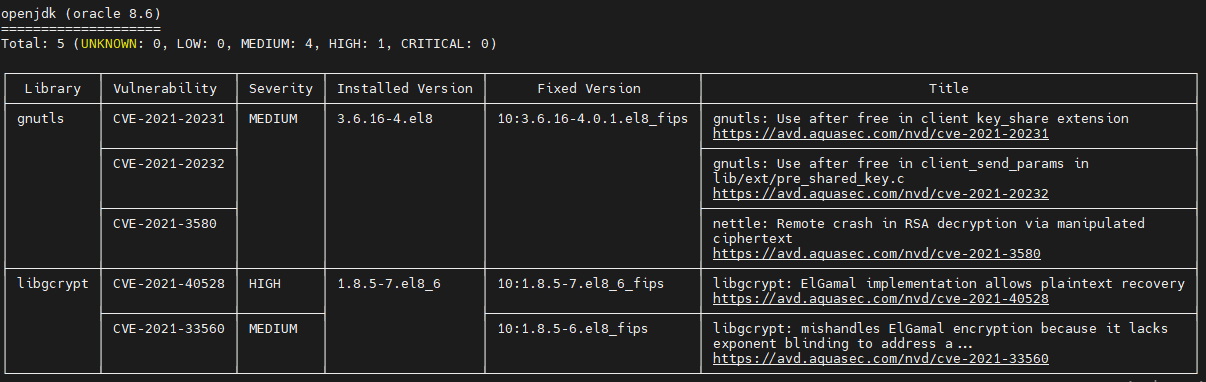 openjdk (oracle 8.6)
====================
Total: 5 (UNKNOWN: 0, LOW: 0, MEDIUM: 4, HIGH: 1, CRITICAL: 0)
Library Vulnerability Severity Installed Version Fixed Version Title
gnutls CVE-2021-20231 MEDIUM 3.6.16-4.el8 10:3.6.16-4.0.1.el8_fips gnutls: Use after free in client key_share extension
https://avd.aquasec.com/nvd/cve-2021-20231
CVE-2021-20232 gnutls: Use after free in client_send_params in
lib/ext/pre_shared_key.c
https://avd.aquasec.com/nvd/cve-2021-20232
CVE-2021-3580 nettle: Remote crash in RSA decryption via manipulated
ciphertext
https://avd.aquasec.com/nvd/cve-2021-3580
libgcrypt CVE-2021-40528 HIGH 1.8.5-7.el8_6 10:1.8.5-7.el8_6_fips libgcrypt: ElGamal implementation allows plaintext recovery
https://avd.aquasec.com/nvd/cve-2021-40528
CVE-2021-33560 MEDIUM 10:1.8.5-6.el8_fips libgcrypt: mishandles ElGamal encryption because it lacks
exponent blinding to address a...
https://avd.aquasec.com/nvd/cve-2021-33560